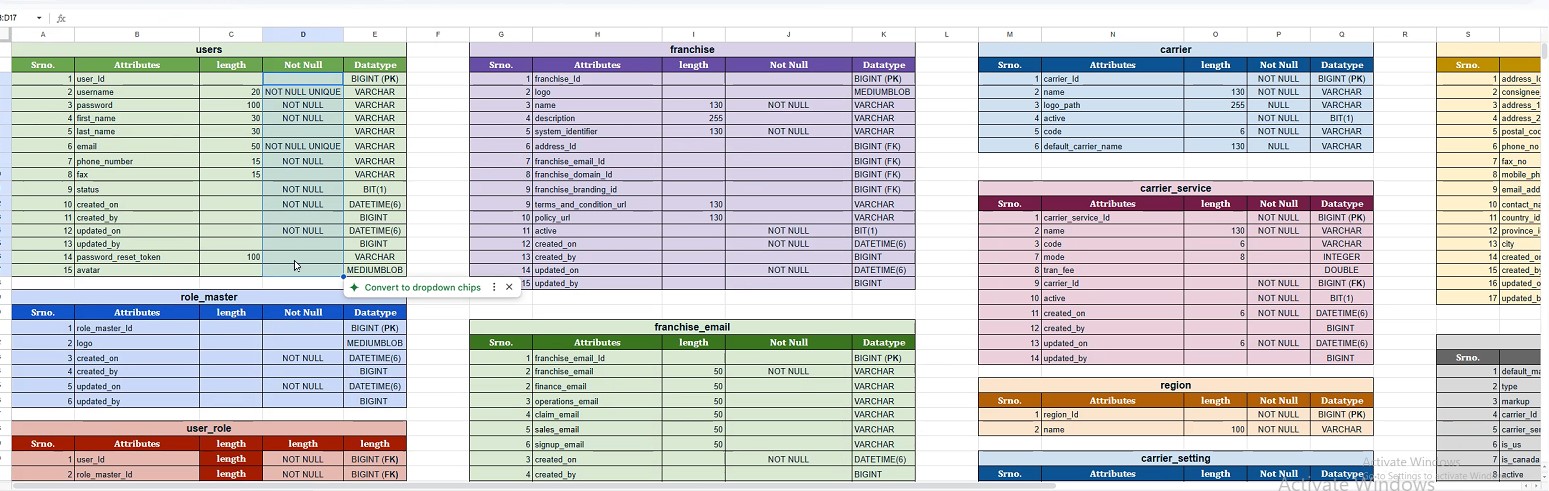 :D17 fx
A B C D E F G H I J K L M N O P Q R S
users
Srno. Attributes length Not Null Datatype
1 user_Id BIGINT (PK)
2 username 20 NOT NULL UNIQUE VARCHAR
3 password 100 NOT NULL VARCHAR
4 first_name 30 NOT NULL VARCHAR
5 last_name 30 VARCHAR
6 email 50 NOT NULL UNIQUE VARCHAR
7 phone_number 15 NOT NULL VARCHAR
8 fax 15 VARCHAR
9 status NOT NULL BIT(1)
10 created_on NOT NULL DATETIME(6)
11 created_by BIGINT
12 updated_on NOT NULL DATETIME(6)
13 updated_by BIGINT
14 password_reset_token 100 VARCHAR
15 avatar MEDIUMBLOB
Convert to dropdown chips
role_master
Srno. Attributes length Not Null Datatype
1 role_master_Id BIGINT (PK)
2 logo MEDIUMBLOB
3 created_on NOT NULL DATETIME(6)
4 created_by BIGINT
5 updated_on NOT NULL DATETIME(6)
6 updated_by BIGINT
user_role
Srno. Attributes length length length
1 user_Id length NOT NULL BIGINT (FK)
2 role_master_Id length NOT NULL BIGINT (FK)
franchise
Srno. Attributes length Not Null Datatype
1 franchise_Id BIGINT (PK)
2 logo MEDIUMBLOB
3 name 130 NOT NULL VARCHAR
4 description 255 VARCHAR
5 system_identifier 130 NOT NULL VARCHAR
6 address_Id BIGINT (FK)
7 franchise_email_Id BIGINT (FK)
8 franchise_domain_Id BIGINT (FK)
9 franchise_branding_id BIGINT (FK)
9 terms_and_condition_url 130 VARCHAR
10 policy_url 130 VARCHAR
11 active NOT NULL BIT(1)
12 created_on NOT NULL DATETIME(6)
13 created_by BIGINT
14 updated_on NOT NULL DATETIME(6)
15 updated_by BIGINT
franchise_email
Srno. Attributes length Not Null Datatype
1 franchise_email_Id BIGINT (PK)
2 franchise_email 50 NOT NULL VARCHAR
2 finance_email 50 VARCHAR
3 operations_email 50 VARCHAR
4 claim_email 50 VARCHAR
5 sales_email 50 VARCHAR
6 signup_email 50 VARCHAR
3 created_on NOT NULL DATETIME(6)
4 created_by BIGINT
carrier
Srno. Attributes length Not Null Datatype
1 carrier_Id NOT NULL BIGINT (PK)
2 name 130 NOT NULL VARCHAR
3 logo_path 255 NULL VARCHAR
4 active NOT NULL BIT(1)
5 code 6 NOT NULL VARCHAR
6 default_carrier_name 130 NULL VARCHAR
carrier_service
Srno. Attributes length Not Null Datatype
1 carrier_service_Id NOT NULL BIGINT (PK)
2 name 130 NOT NULL VARCHAR
3 code 6 VARCHAR
7 mode 8 INTEGER
8 tran_fee DOUBLE
9 carrier_Id NOT NULL BIGINT (FK)
10 active NOT NULL BIT(1)
11 created_on 6 NOT NULL DATETIME(6)
12 created_by BIGINT
13 updated_on 6 NOT NULL DATETIME(6)
14 updated_by BIGINT
region
Srno. Attributes length Not Null Datatype
1 region_Id NOT NULL BIGINT (PK)
2 name 100 NOT NULL VARCHAR
carrier_setting
Srno. Attributes length Not Null Datatype
Srno.
1 address_Id
2 consignee_
3 address_1
4 address_2
5 postal_cod
6 phone_no
7 fax_no
8 mobile_ph
9 email_add
10 contact_na
11 country_id
12 province_i
13 city
14 created_by
15 created_o
16 updated_o
17 updated_b
Srno.
1 default_ma
2 type
3 markup
4 carrier_Id
5 carrier_ser
6 is_us
7 is_canada
8 active
Activate Windows
Go to Settings to activate Wind
Activate Windows